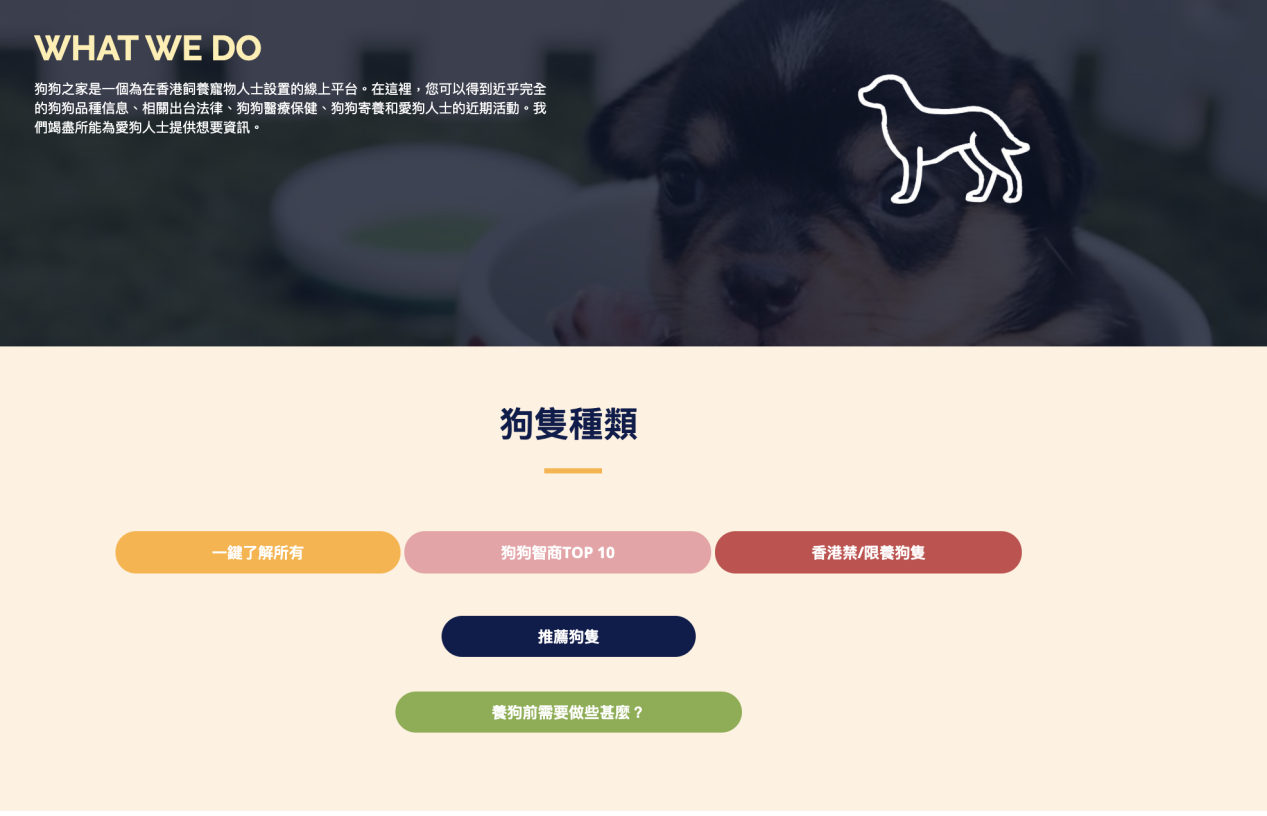 WHAT WE DO
狗狗之家是一個為在香港飼養寵物人士設置的線上平台。在這裡，您可以得到近乎完全
的狗狗品種信息、相關出台法律、狗狗醫療保健、狗狗寄養和愛狗人士的近期活動。我
們竭盡所能為愛狗人士提供想要資訊。
狗隻種類
一鍵了解所有
狗狗智商TOP 10
香港禁/限養狗隻
推薦狗隻
養狗前需要做些甚麼？